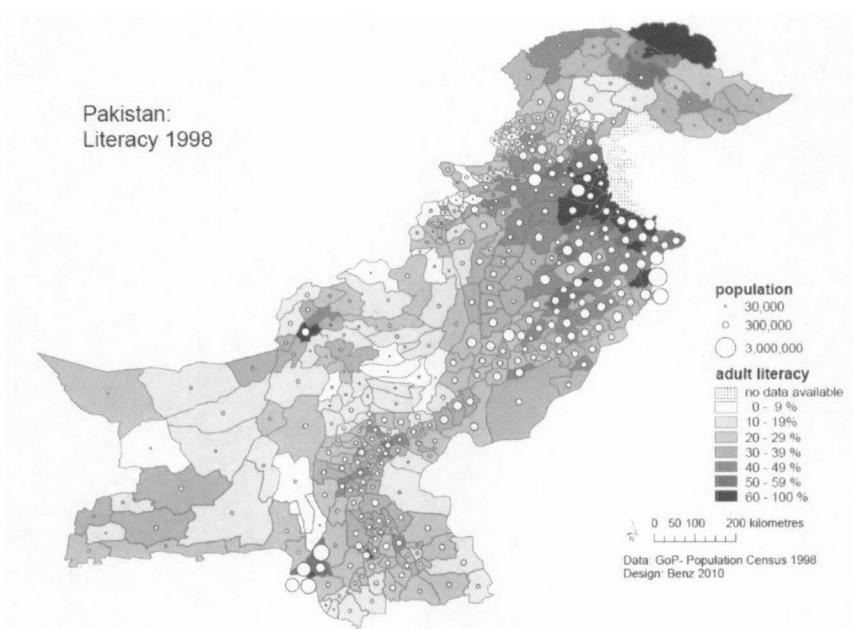 Pakistan:
Literacy 1998
population
30,000
300,000
3,000,000
adult literacy
no data available
0 - 9 %
10 - 19%
20 - 29 %
30 - 39 %
40 - 49 %
50 - 59 %
60 - 100 %
N
0 50 100 200 kilometres
Data: GoP- Population Census 1998
Design: Benz 2010